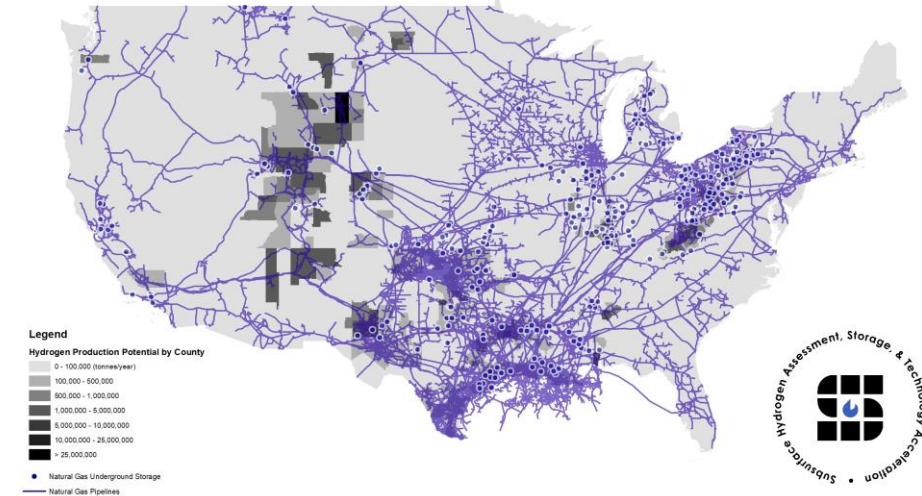 Legend
Hydrogen Production Potential by County
0 - 100,000 (tonnes/year)
100,000 - 500,000
500,000 - 1,000,000
1,000,000 - 5,000,000
5,000,000 - 10,000,000
10,000,000 - 25,000,000
> 25,000,000
Natural Gas Underground Storage
Natural Gas Pipelines
Subsurface Hydrogen Assessment, Storage, & Technology Acceleration